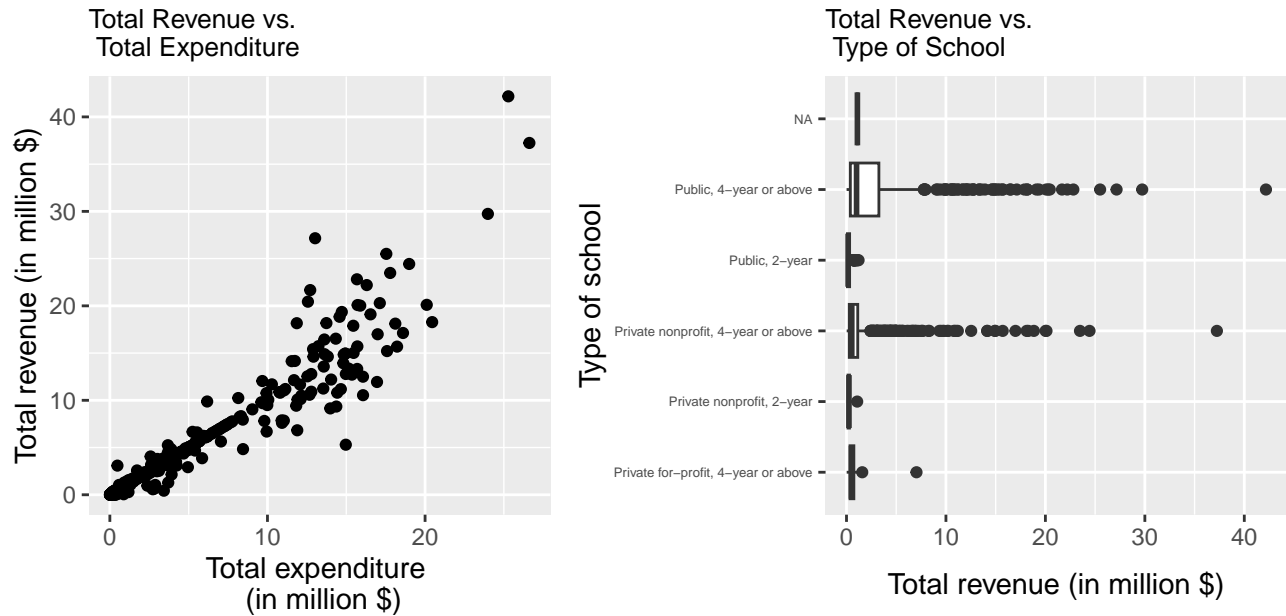 Total Revenue vs.
Total Expenditure
Total revenue (in million $)
40
30
20
10
0
0 10 20
Total expenditure
(in million $)
Total Revenue vs.
Type of School
Type of school
NA
Public, 4−year or above
Public, 2−year
Private nonprofit, 4−year or above
Private nonprofit, 2−year
Private for−profit, 4−year or above
0 10 20 30 40
Total revenue (in million $)